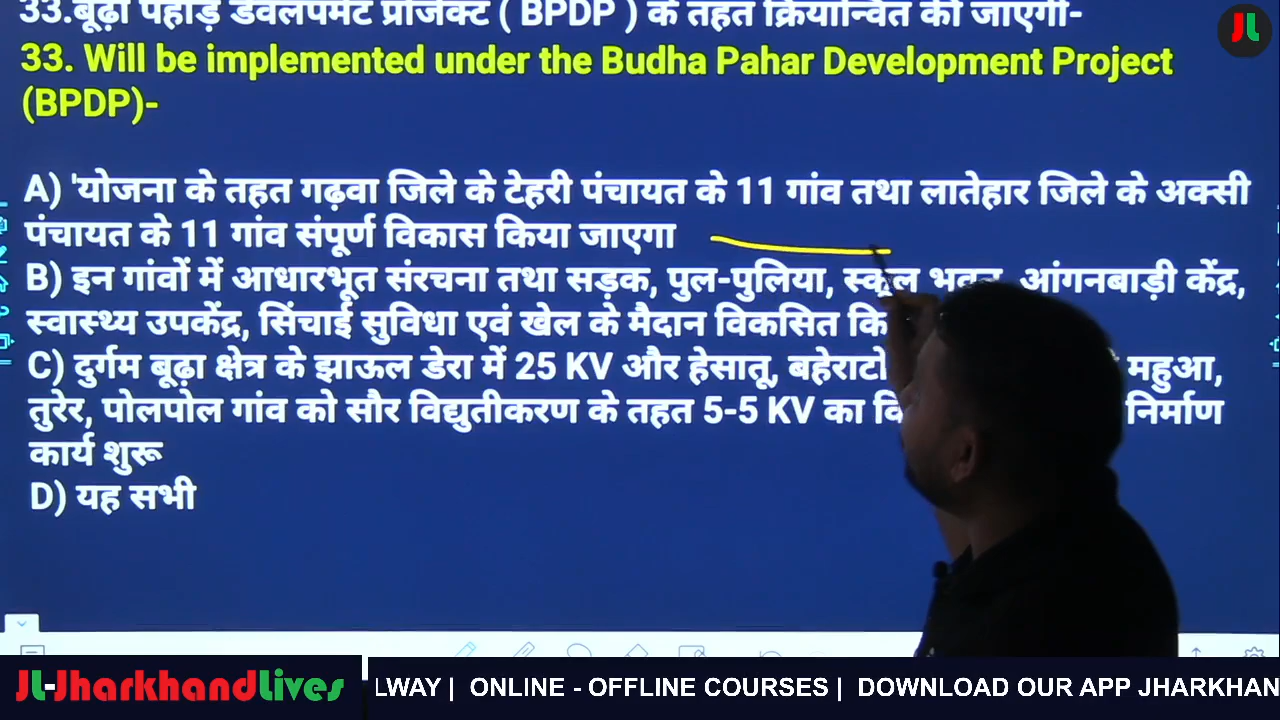 33.बूढ़ा पहाड़ डेवलपमेंट प्रोजेक्ट ( BPDP ) के तहत क्रियान्वित की जाएगी-
33. Will be implemented under the Budha Pahar Development Project
(BPDP)-
A) 'योजना के तहत गढ़वा जिले के टेहरी पंचायत के 11 गांव तथा लातेहार जिले के अक्सी
पंचायत के 11 गांव संपूर्ण विकास किया जाएगा
B) इन गांवों में आधारभूत संरचना तथा सड़क, पुल-पुलिया, स्कूल भवन, आंगनबाड़ी केंद्र,
स्वास्थ्य उपकेंद्र, सिंचाई सुविधा एवं खेल के मैदान विकसित
C) दुर्गम बूढ़ा क्षेत्र के झाऊल डेरा में 25 KV और हेसातू, महुआ,
तुरेर, पोलपोल गांव को सौर विद्युतीकरण के तहत 5-5 KV का निर्माण
कार्य शुरू
D) यह सभी
JL
JL-JharkhandLives
LWAY | ONLINE - OFFLINE COURSES | DOWNLOAD OUR APP JHARKHAN